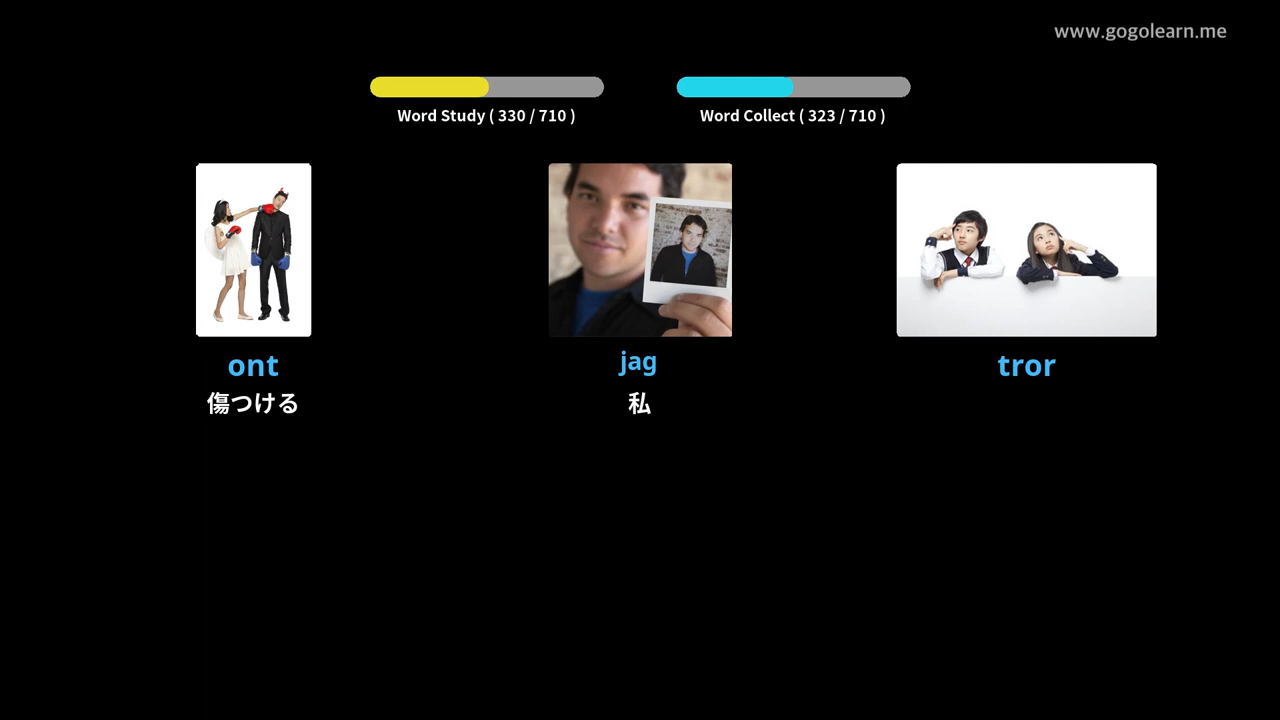 www.gogolearn.me
Word Study ( 330 / 710 )
Word Collect ( 323 / 710 )
ont
jag
tror
傷つける
私